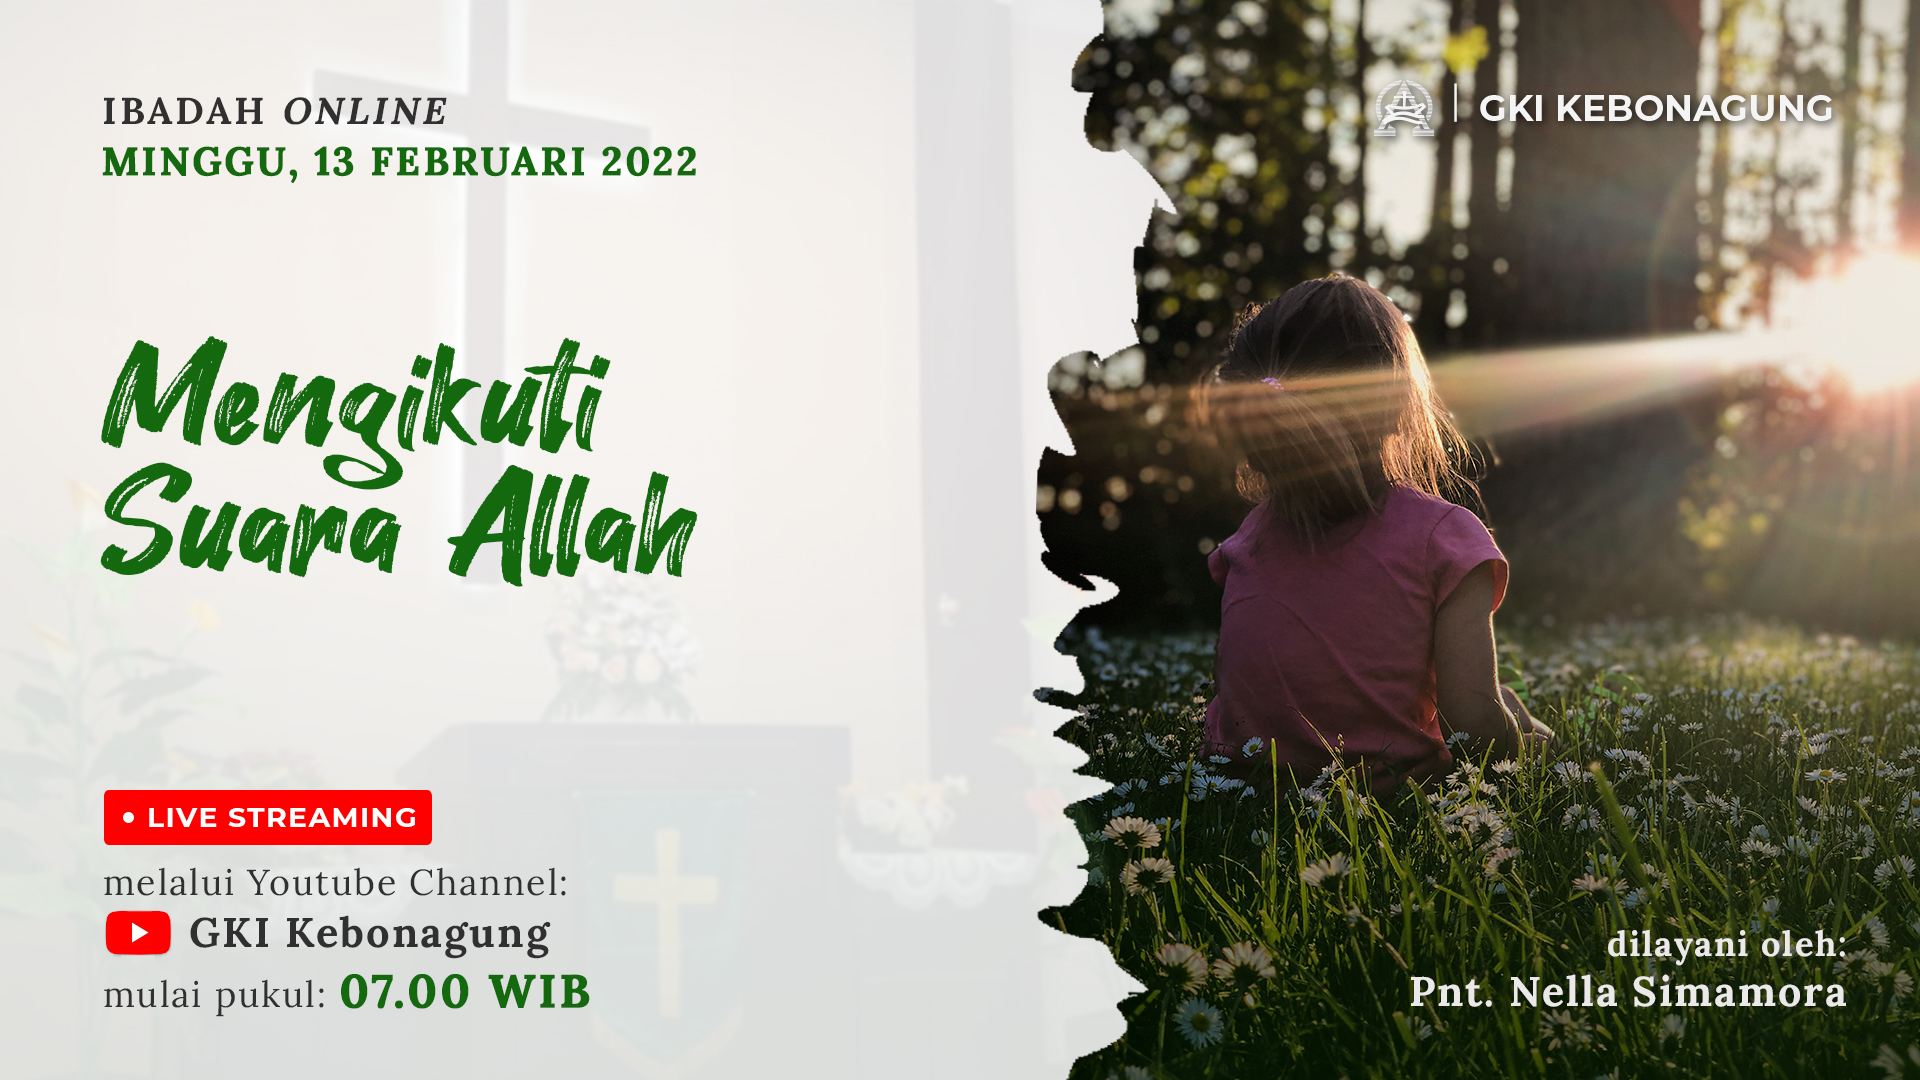 IBADAH ONLINE
MINGGU, 13 FEBRUARI 2022
GKI KEBONAGUNG
Mengikuti
Suara Allah
• LIVE STREAMING
melalui Youtube Channel:
GKI Kebonagung
mulai pukul: 07.00 WIB
dilayani oleh:
Pnt. Nella Simamora